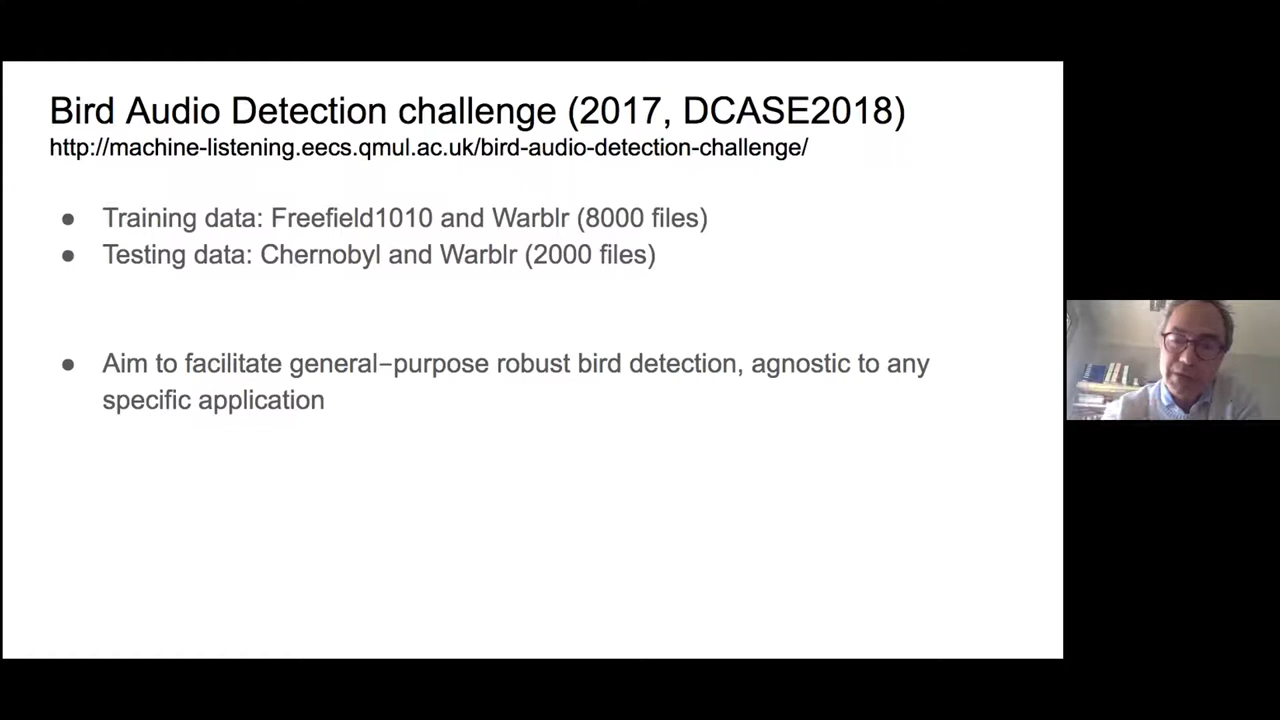 Bird Audio Detection challenge (2017, DCASE2018)
http://machine-listening.eecs.qmul.ac.uk/bird-audio-detection-challenge/
● Training data: Freefield1010 and Warblr (8000 files)
● Testing data: Chernobyl and Warblr (2000 files)
● Aim to facilitate general–purpose robust bird detection, agnostic to any
specific application